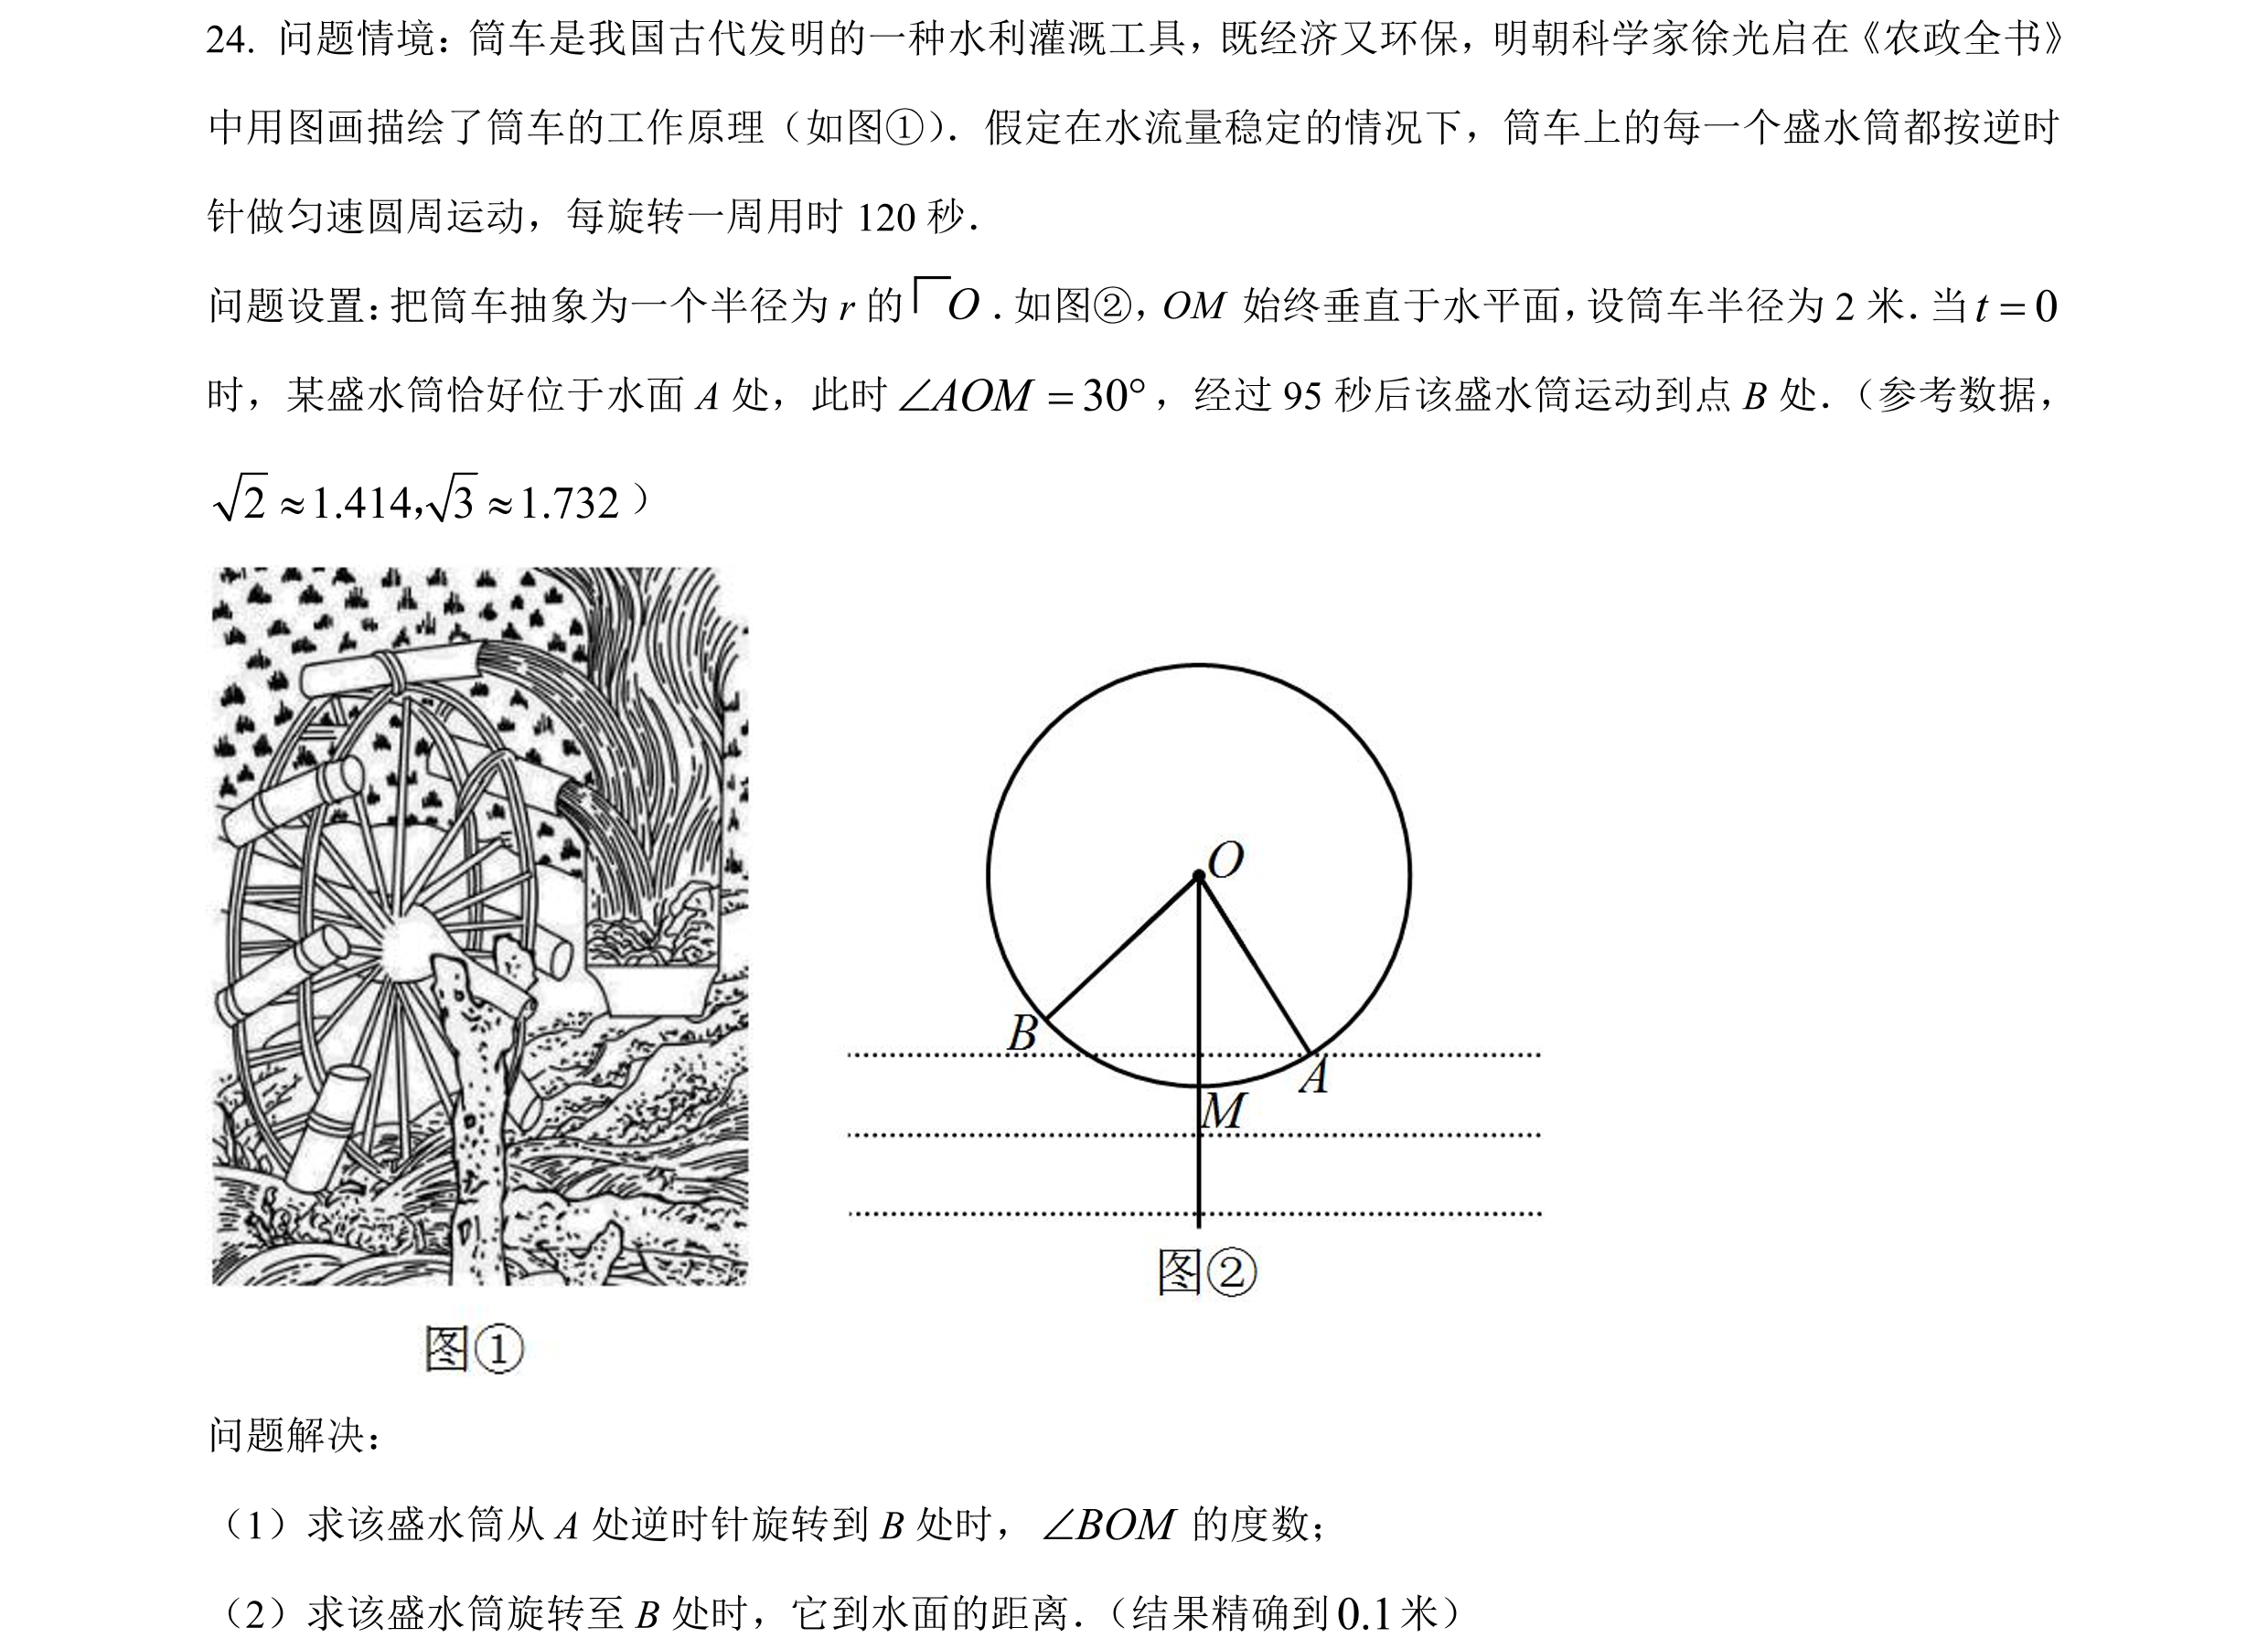 24. 问题情境：筒车是我国古代发明的一种水利灌溉工具，既经济又环保，明朝科学家徐光启在《农政全书》
中用图画描绘了筒车的工作原理（如图①）．假定在水流量稳定的情况下，筒车上的每一个盛水筒都按逆时
针做匀速圆周运动，每旋转一周用时 120 秒．
问题设置：把筒车抽象为一个半径为 r 的⎾O．如图②，OM 始终垂直于水平面，设筒车半径为 2 米．当 t = 0
时，某盛水筒恰好位于水面 A 处，此时 ∠AOM = 30°，经过 95 秒后该盛水筒运动到点 B 处．（参考数据，
√2 ≈ 1.414,√3 ≈ 1.732）
O
B
A
M
图②
图①
问题解决：
（1）求该盛水筒从 A 处逆时针旋转到 B 处时，∠BOM 的度数；
（2）求该盛水筒旋转至 B 处时，它到水面的距离．（结果精确到 0.1 米）